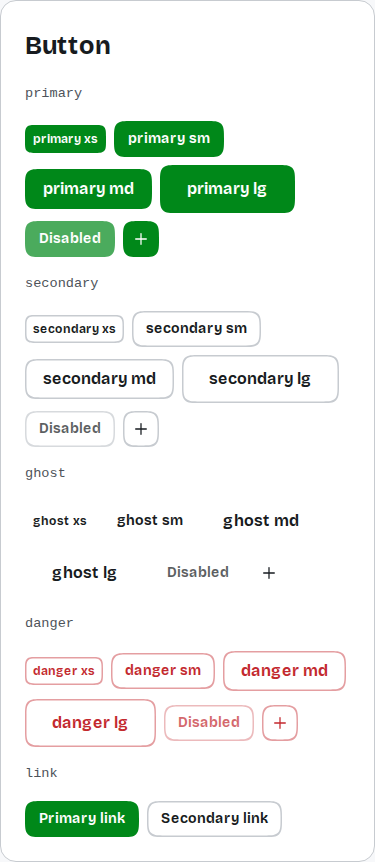 Button
primary
primary xs primary sm
primary md primary lg
Disabled +
secondary
secondary xs secondary sm
secondary md secondary lg
Disabled +
ghost
ghost xs ghost sm ghost md
ghost lg Disabled +
danger
danger xs danger sm danger md
danger lg Disabled +
link
Primary link Secondary link